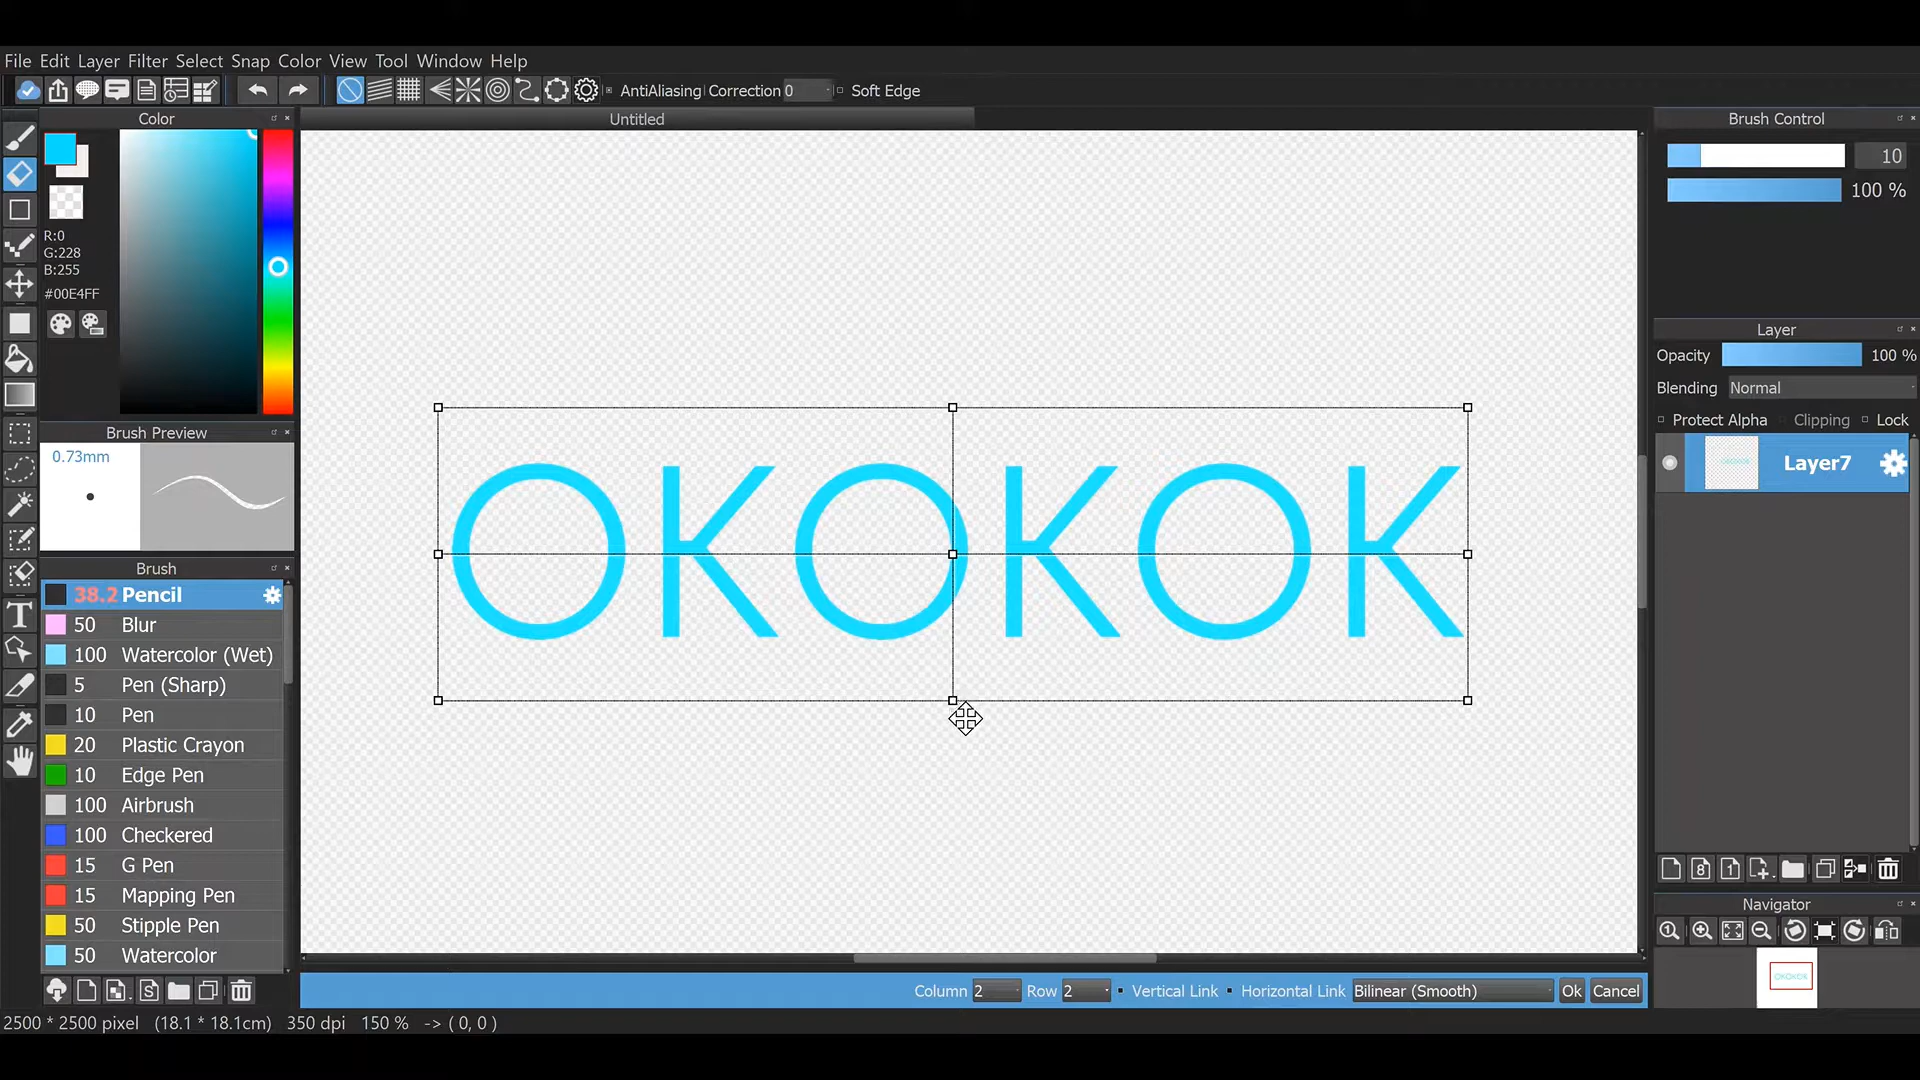 File Edit Layer Filter Select Snap Color View Tool Window Help
AntiAliasing Correction 0 Soft Edge
Color
Untitled
Brush Control
R:0
G:228
B:255
#00E4FF
10
100 %
Layer
Opacity 100 %
Blending Normal
Protect Alpha Clipping Lock
Layer7
Brush Preview
0.73mm
OKOKOK
Brush
38.2 Pencil
50 Blur
100 Watercolor (Wet)
5 Pen (Sharp)
10 Pen
20 Plastic Crayon
10 Edge Pen
100 Airbrush
100 Checkered
15 G Pen
15 Mapping Pen
50 Stipple Pen
50 Watercolor
8 1
Navigator
OKOKOK
Column 2 Row 2 Vertical Link Horizontal Link Bilinear (Smooth) Ok Cancel
2500 * 2500 pixel (18.1 * 18.1cm) 350 dpi 150 % -> ( 0, 0 )